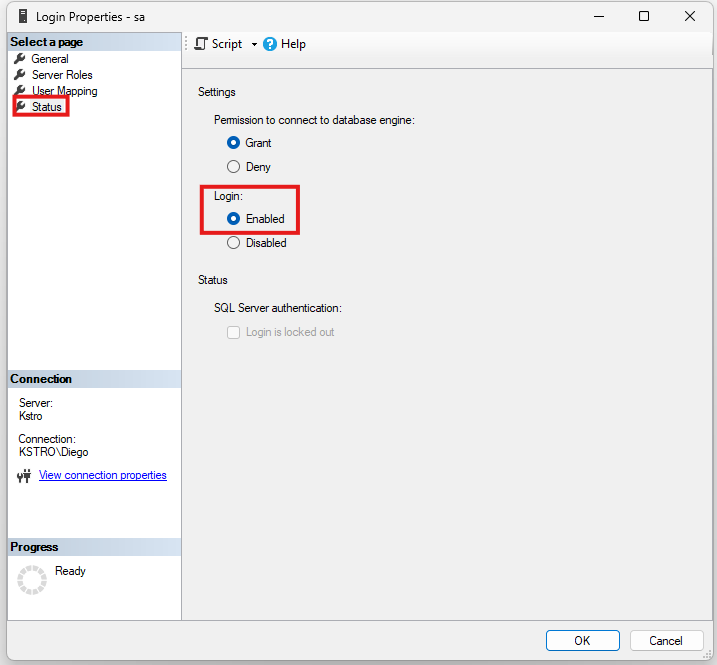 Login Properties - sa
Select a page
General
Server Roles
User Mapping
Status
Script
Help
Settings
Permission to connect to database engine:
Grant
Deny
Login:
Enabled
Disabled
Status
SQL Server authentication:
Login is locked out
Connection
Server:
Kstro
Connection:
KSTRO\Diego
View connection properties
Progress
Ready
OK
Cancel